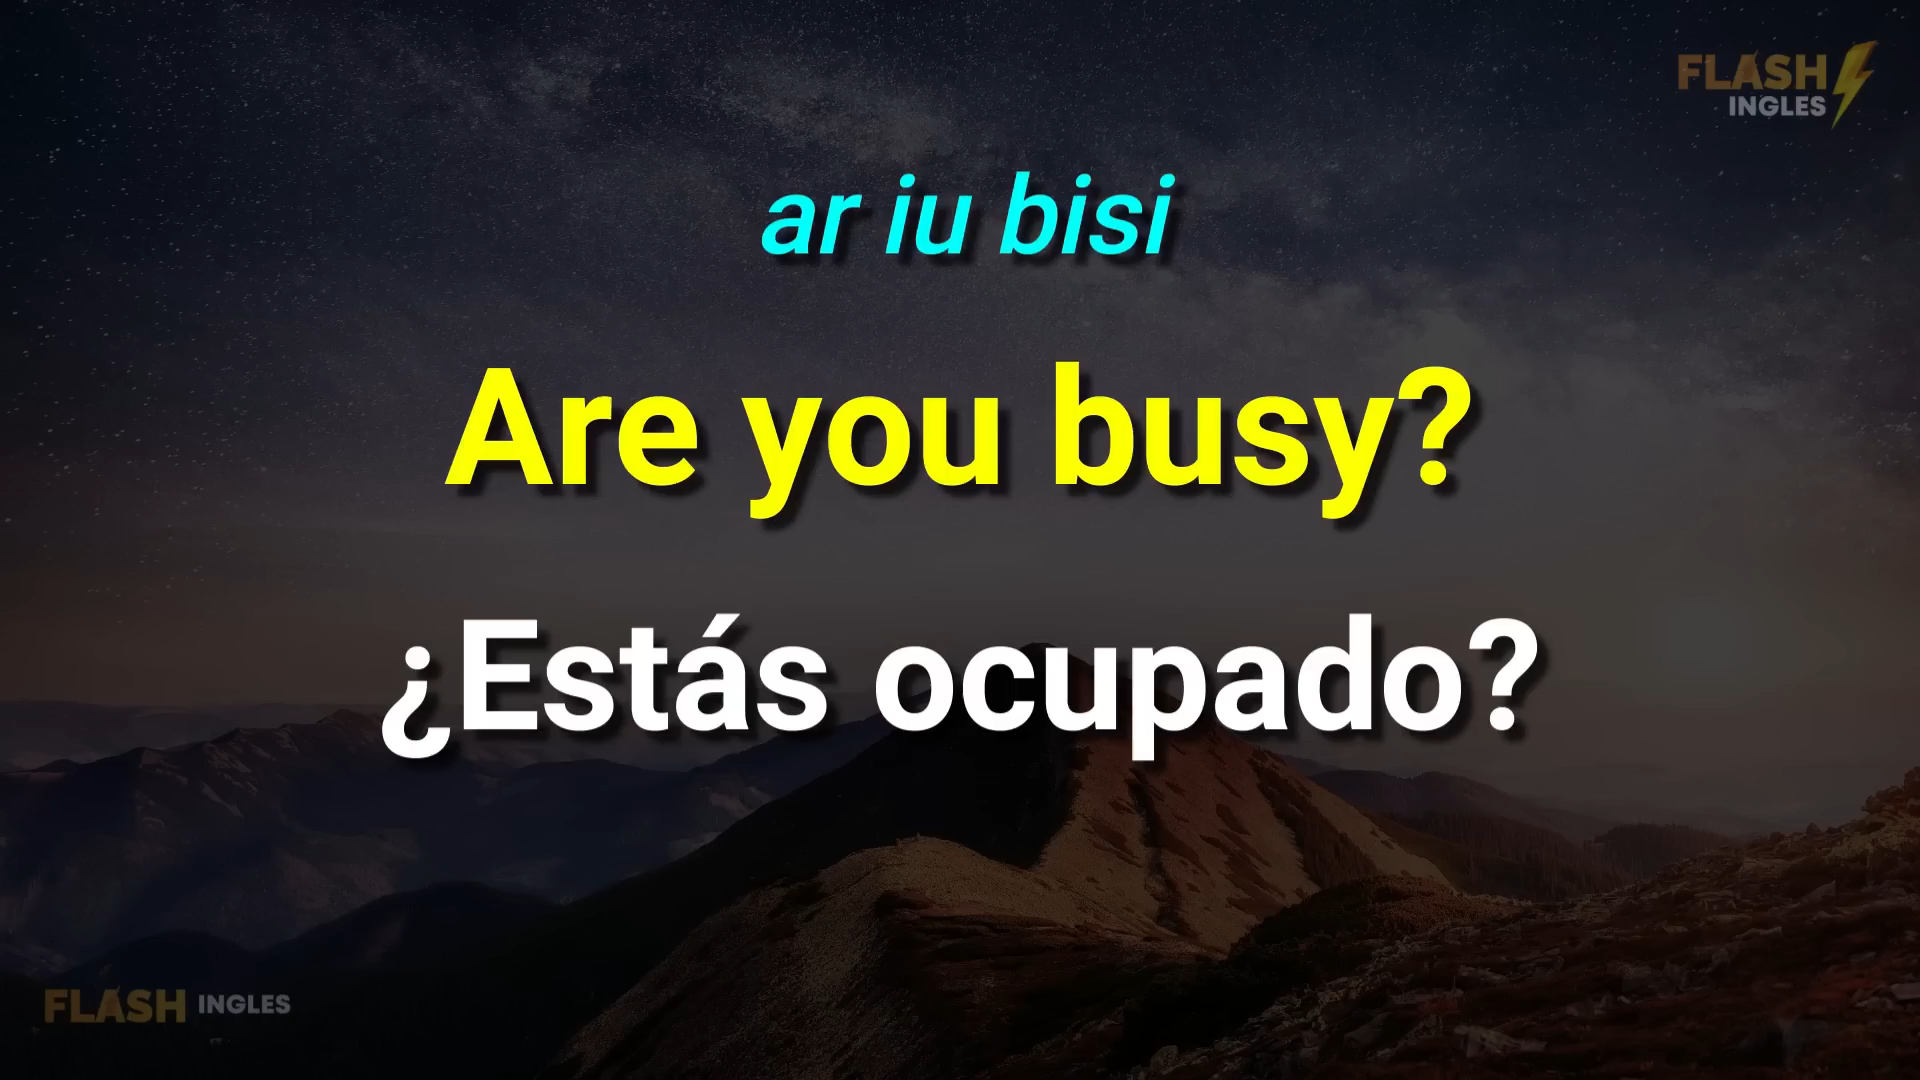 FLASH
INGLES
ar iu bisi
Are you busy?
¿Estás ocupado?
FLASH INGLES